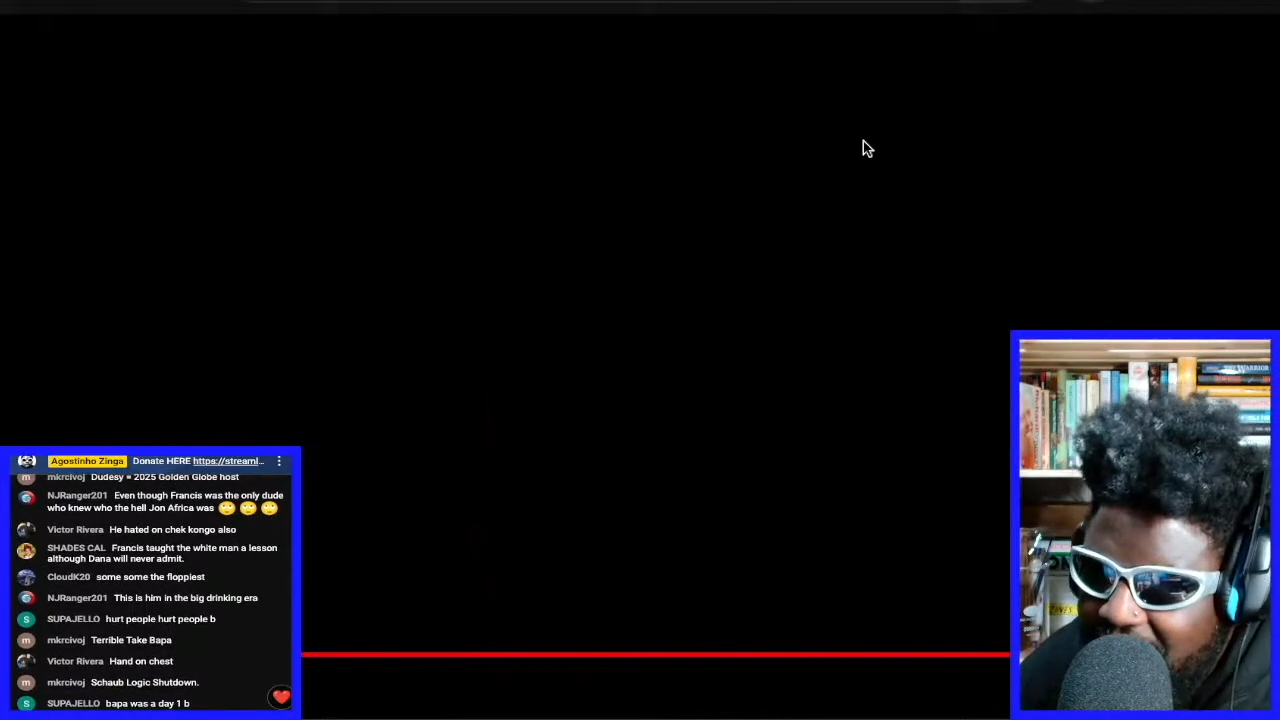 Agostinho Zinga Donate HERE https://streaml...
mkrcivoj Dudesy = 2025 Golden Globe host
NJRanger201 Even though Francis was the only dude
who knew who the hell Jon Africa was 🙄 🙄 🙄
Victor Rivera He hated on chek kongo also
SHADES CAL Francis taught the white man a lesson
although Dana will never admit.
CloudK20 some some the floppiest
NJRanger201 This is him in the big drinking era
S SUPAJELLO hurt people hurt people b
m mkrcivoj Terrible Take Bapa
Victor Rivera Hand on chest
m mkrcivoj Schaub Logic Shutdown.
S SUPAJELLO bapa was a day 1 b
THE WARRIOR